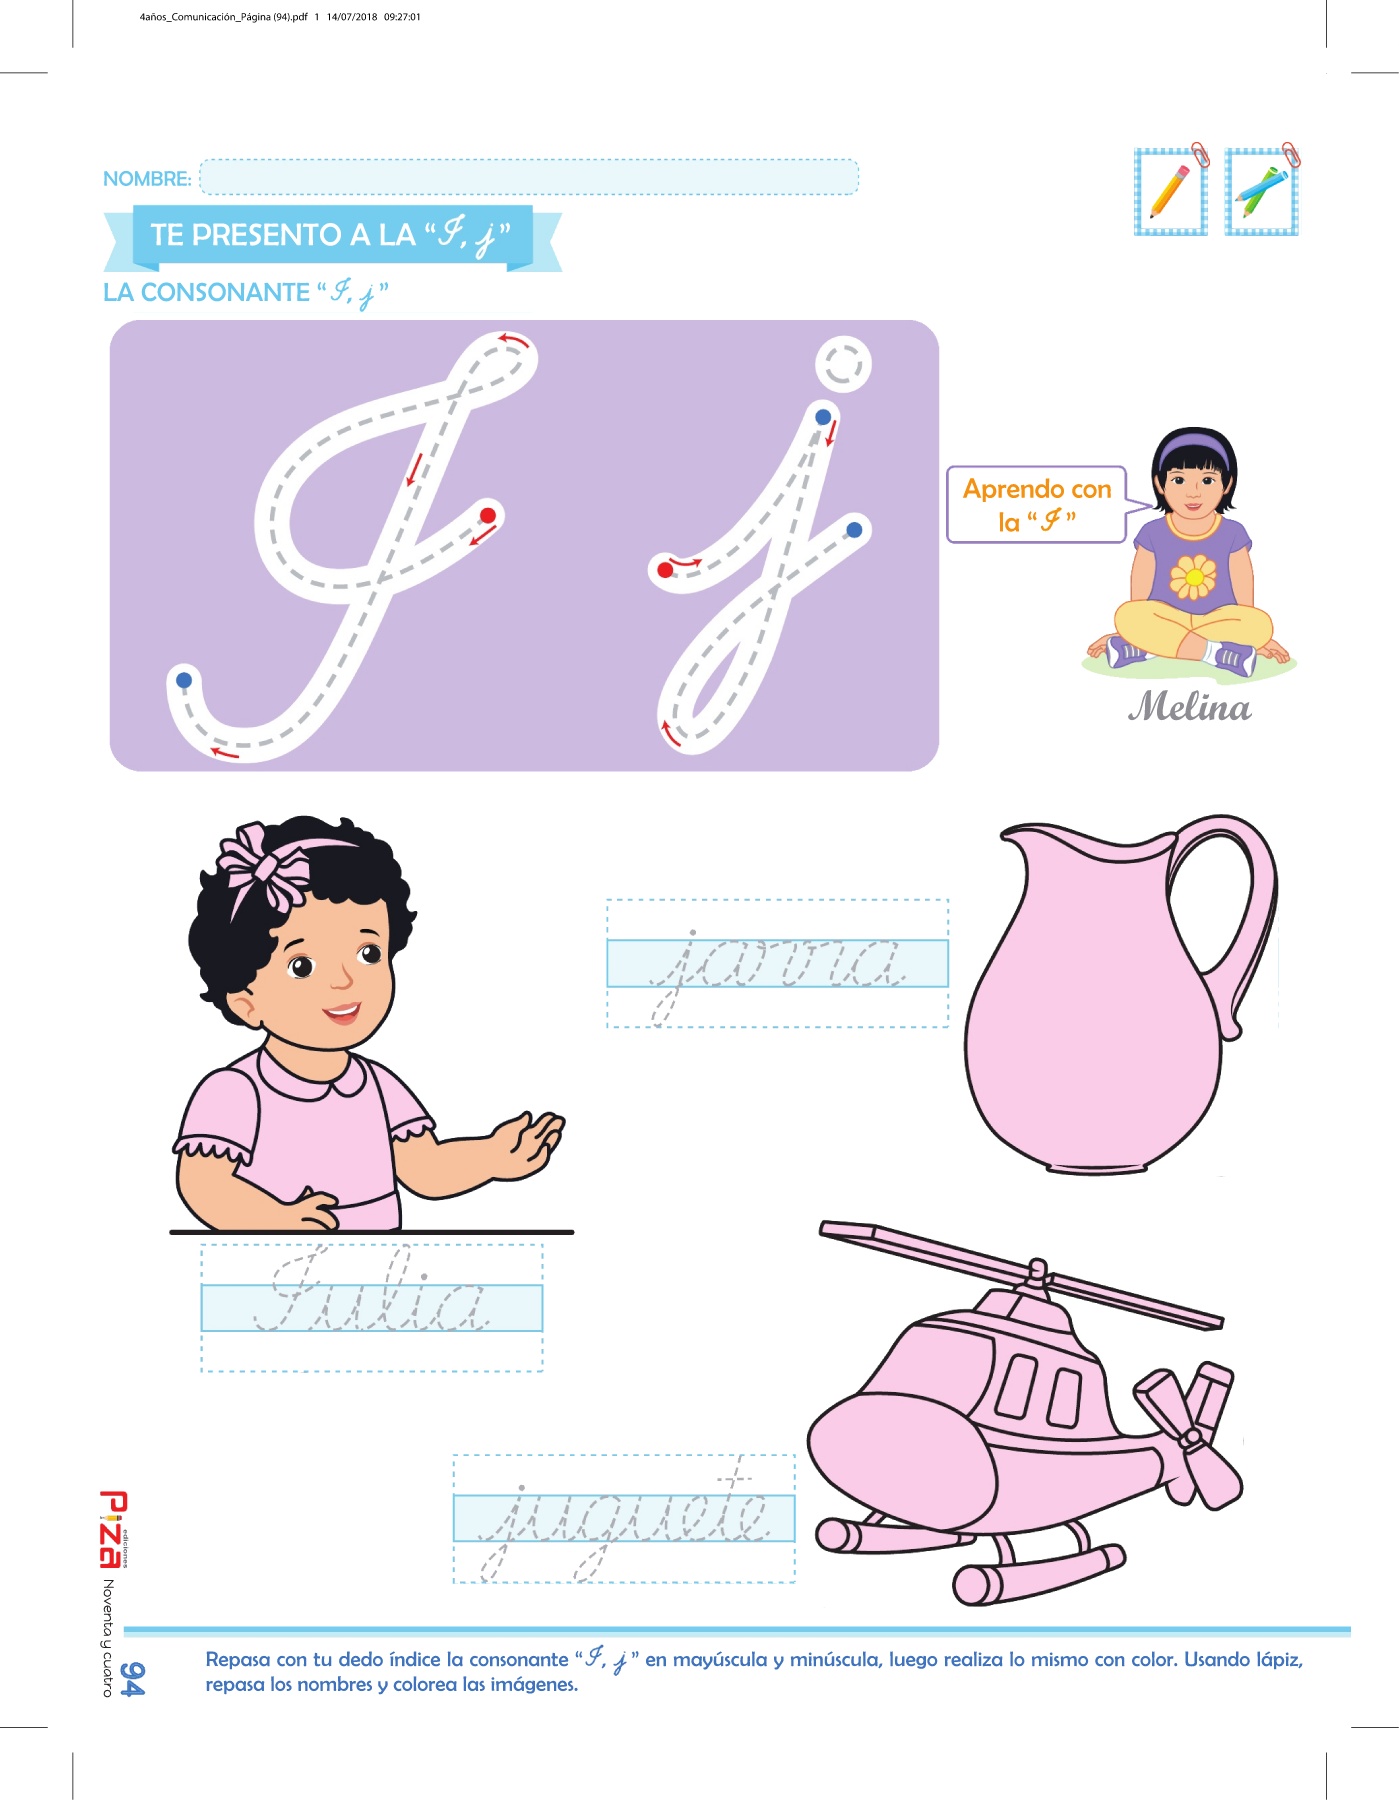 4años_Comunicación_Página (94).pdf 1 14/07/2018 09:27:01
NOMBRE:
TE PRESENTO A LA “J, j”
LA CONSONANTE “J, j”
Aprendo con
la “J”
Melina
jarra
Julia
juguete
Piza ediciones
Noventa y cuatro
94
Repasa con tu dedo índice la consonante “J, j” en mayúscula y minúscula, luego realiza lo mismo con color. Usando lápiz,
repasa los nombres y colorea las imágenes.